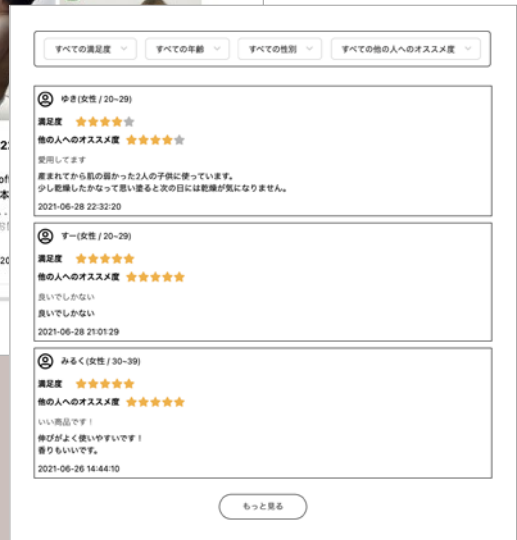 すべての満足度 すべての年齢 すべての性別 すべての他の人へのオススメ度
ゆき(女性 / 20~29)
満足度
他の人へのオススメ度
愛用してます
産まれてから肌の弱かった2人の子供に使っています。
少し乾燥したかなって思い塗ると次の日には乾燥が気になりません。
2021-06-28 22:32:20
すー(女性 / 20~29)
満足度
他の人へのオススメ度
良いでしかない
良いでしかない
2021-06-28 21:01:29
みるく(女性 / 30~39)
満足度
他の人へのオススメ度
いい商品です！
伸びがよく使いやすいです！
香りもいいです。
2021-06-26 14:44:10
もっと見る